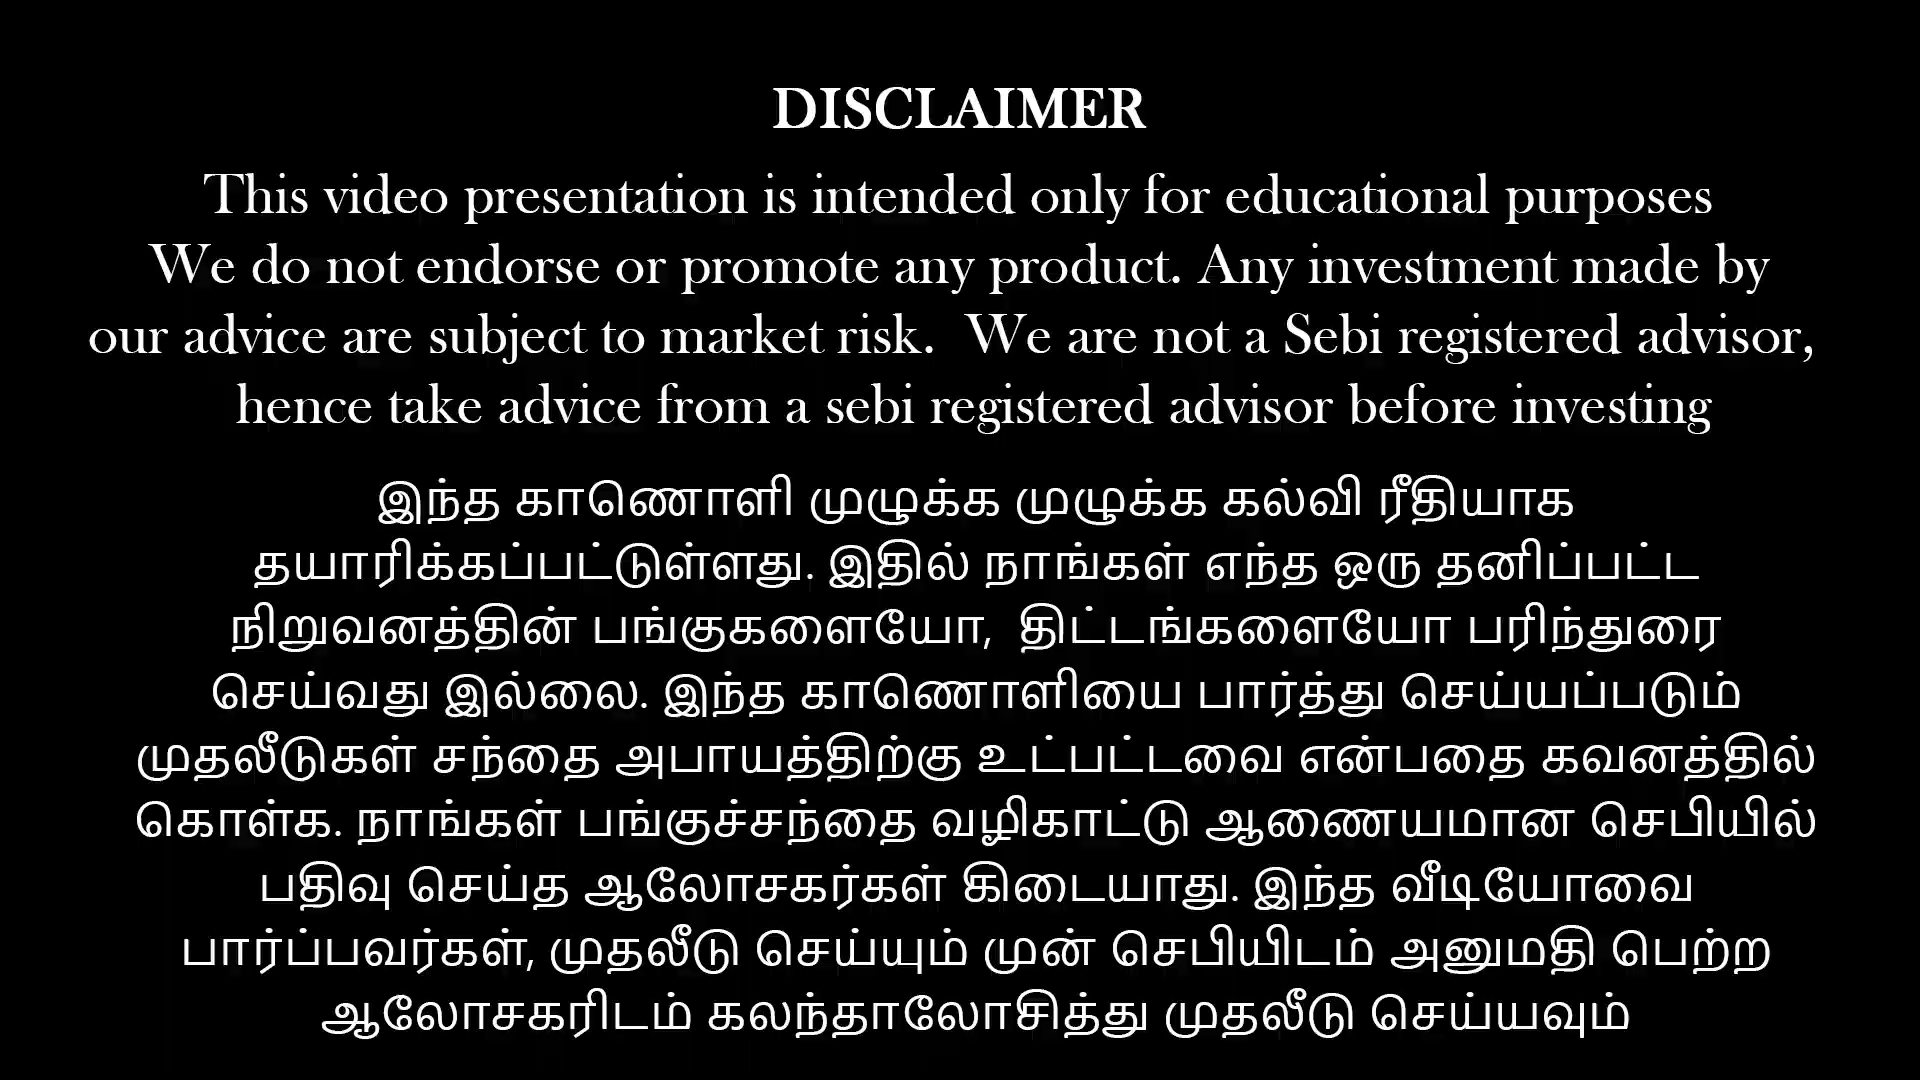 DISCLAIMER
This video presentation is intended only for educational purposes
We do not endorse or promote any product. Any investment made by
our advice are subject to market risk.  We are not a Sebi registered advisor,
hence take advice from a sebi registered advisor before investing
இந்த காணொளி முழுக்க முழுக்க கல்வி ரீதியாக
தயாரிக்கப்பட்டுள்ளது. இதில் நாங்கள் எந்த ஒரு தனிப்பட்ட
நிறுவனத்தின் பங்குகளையோ,  திட்டங்களையோ பரிந்துரை
செய்வது இல்லை. இந்த காணொளியை பார்த்து செய்யப்படும்
முதலீடுகள் சந்தை அபாயத்திற்கு உட்பட்டவை என்பதை கவனத்தில்
கொள்க. நாங்கள் பங்குச்சந்தை வழிகாட்டு ஆணையமான செபியில்
பதிவு செய்த ஆலோசகர்கள் கிடையாது. இந்த வீடியோவை
பார்ப்பவர்கள், முதலீடு செய்யும் முன் செபியிடம் அனுமதி பெற்ற
ஆலோசகரிடம் கலந்தாலோசித்து முதலீடு செய்யவும்